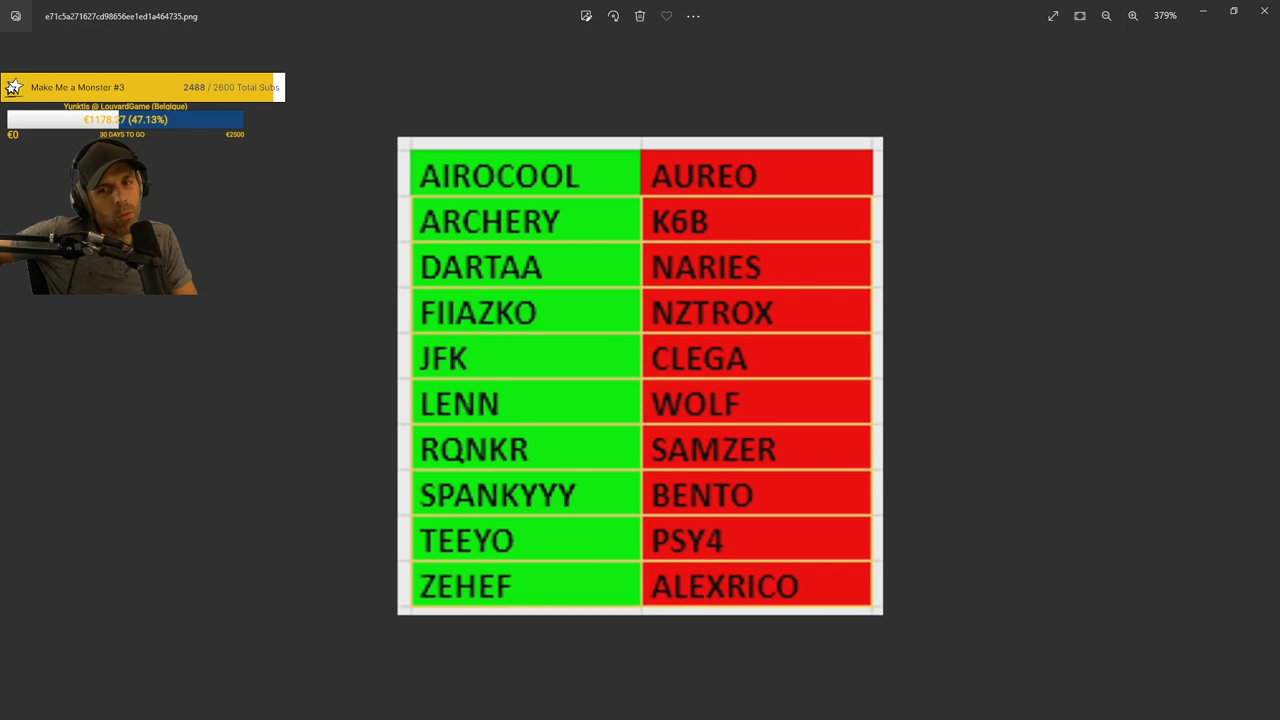 e71c5a271627cd98656ee1ed1a464735.png
379%
Make Me a Monster #3 2488 / 2600 Total Subs
Yunktis @ LouvardGame (Belgique)
€1178.27 (47.13%)
€0 30 DAYS TO GO €2500
AIROCOOL AUREO
ARCHERY K6B
DARTAA NARIES
FIIAZKO NZTROX
JFK CLEGA
LENN WOLF
RQNKR SAMZER
SPANKYYY BENTO
TEEYO PSY4
ZEHEF ALEXRICO